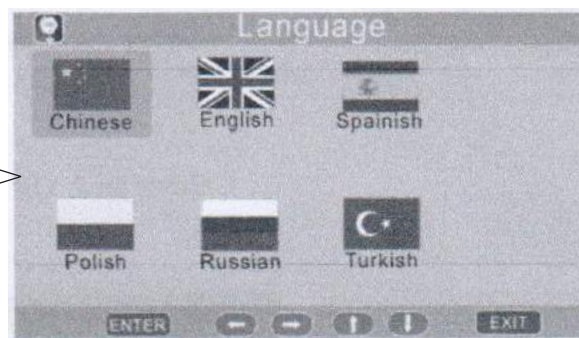 Language
Chinese English Spainish
Polish Russian Turkish
ENTER ← → ↑ ↓ EXIT